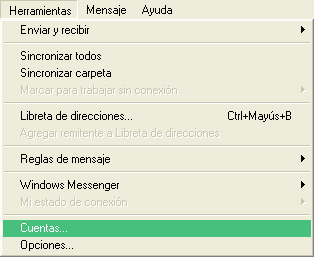 Herramientas Mensaje Ayuda
Enviar y recibir
Sincronizar todos
Sincronizar carpeta
Marcar para trabajar sin conexión
Libreta de direcciones... Ctrl+Mayús+B
Agregar remitente a Libreta de direcciones
Reglas de mensaje
Windows Messenger
Mi estado de conexión
Cuentas...
Opciones...